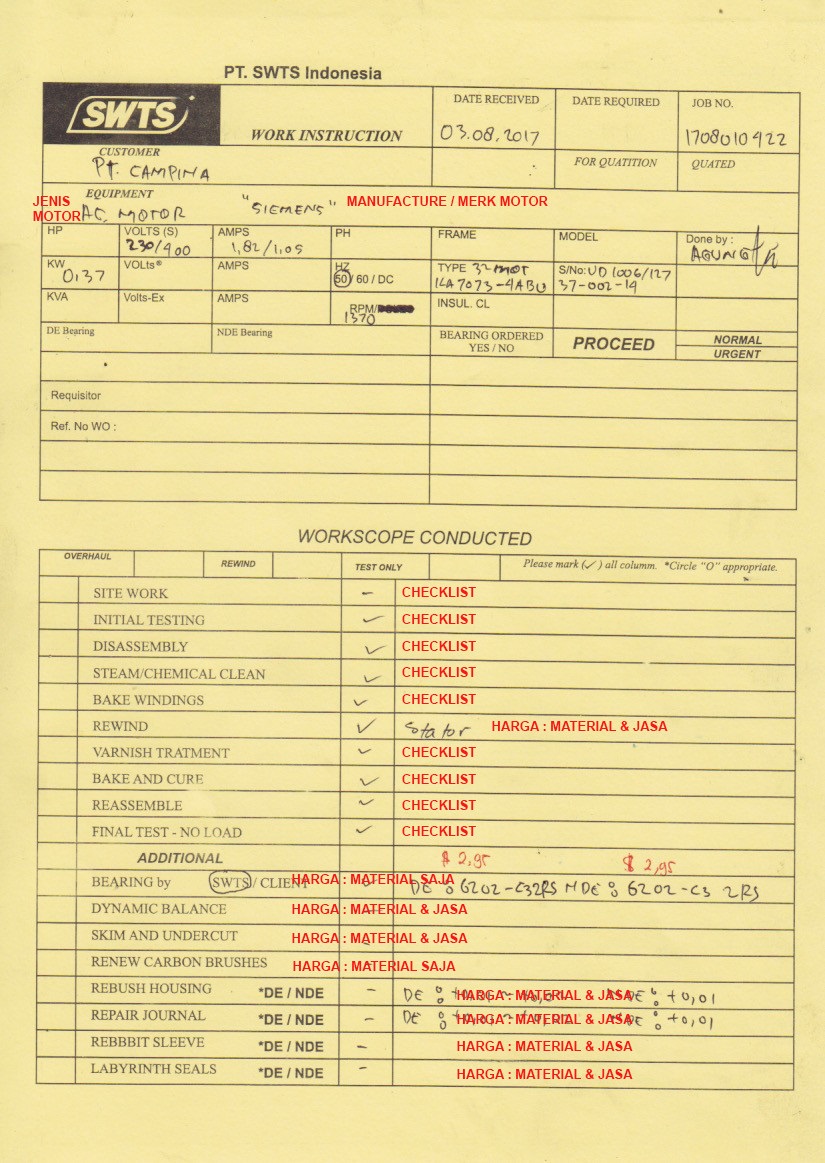 PT. SWTS Indonesia
SWTS WORK INSTRUCTION DATE RECEIVED 03.08.2017 DATE REQUIRED JOB NO. 1708010422
CUSTOMER PT. CAMPINA FOR QUATITION QUATED
JENIS MOTOR EQUIPMENT AC. MOTOR "SIEMENS" MANUFACTURE / MERK MOTOR
HP VOLTS (S) 230/400 AMPS 1,82/1,05 PH FRAME MODEL Done by : AGUNG
KW 0,37 VOLts® AMPS HZ 50/ 60 / DC TYPE 1LA7073-4AB S/No: UD 1006/127 37-002-14
KVA Volts-Ex AMPS RPM/ 1370 INSUL. CL
DE Bearing NDE Bearing BEARING ORDERED YES / NO PROCEED NORMAL
URGENT
Requisitor
Ref. No WO :
WORKSCOPE CONDUCTED
OVERHAUL REWIND TEST ONLY Please mark (✓) all columm. *Circle "O" appropriate.
SITE WORK – CHECKLIST
INITIAL TESTING ✓ CHECKLIST
DISASSEMBLY ✓ CHECKLIST
STEAM/CHEMICAL CLEAN ✓ CHECKLIST
BAKE WINDINGS ✓ CHECKLIST
REWIND ✓ Stator HARGA : MATERIAL & JASA
VARNISH TRATMENT ✓ CHECKLIST
BAKE AND CURE ✓ CHECKLIST
REASSEMBLE ✓ CHECKLIST
FINAL TEST - NO LOAD ✓ CHECKLIST
ADDITIONAL $ 2,95 $ 2,95
BEARING by SWTS / CLIENT HARGA : MATERIAL SAJA DE : 6202-C32RS NDE : 6202-C3 2RS
DYNAMIC BALANCE HARGA : MATERIAL & JASA
SKIM AND UNDERCUT HARGA : MATERIAL & JASA
RENEW CARBON BRUSHES HARGA : MATERIAL SAJA
REBUSH HOUSING *DE / NDE – DE : HARGA : MATERIAL & JASA NDE : +0,01
REPAIR JOURNAL *DE / NDE – DE : HARGA : MATERIAL & JASA NDE : +0,01
REBBBIT SLEEVE *DE / NDE – HARGA : MATERIAL & JASA
LABYRINTH SEALS *DE / NDE – HARGA : MATERIAL & JASA